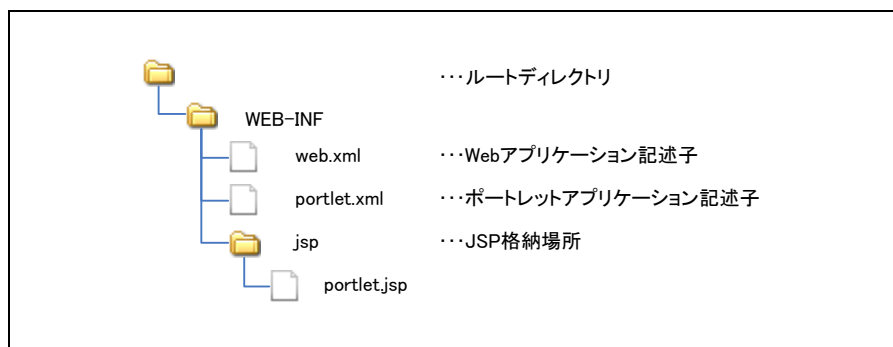 ･･･ルートディレクトリ
WEB-INF
web.xml ･･･Webアプリケーション記述子
portlet.xml ･･･ポートレットアプリケーション記述子
jsp ･･･JSP格納場所
portlet.jsp